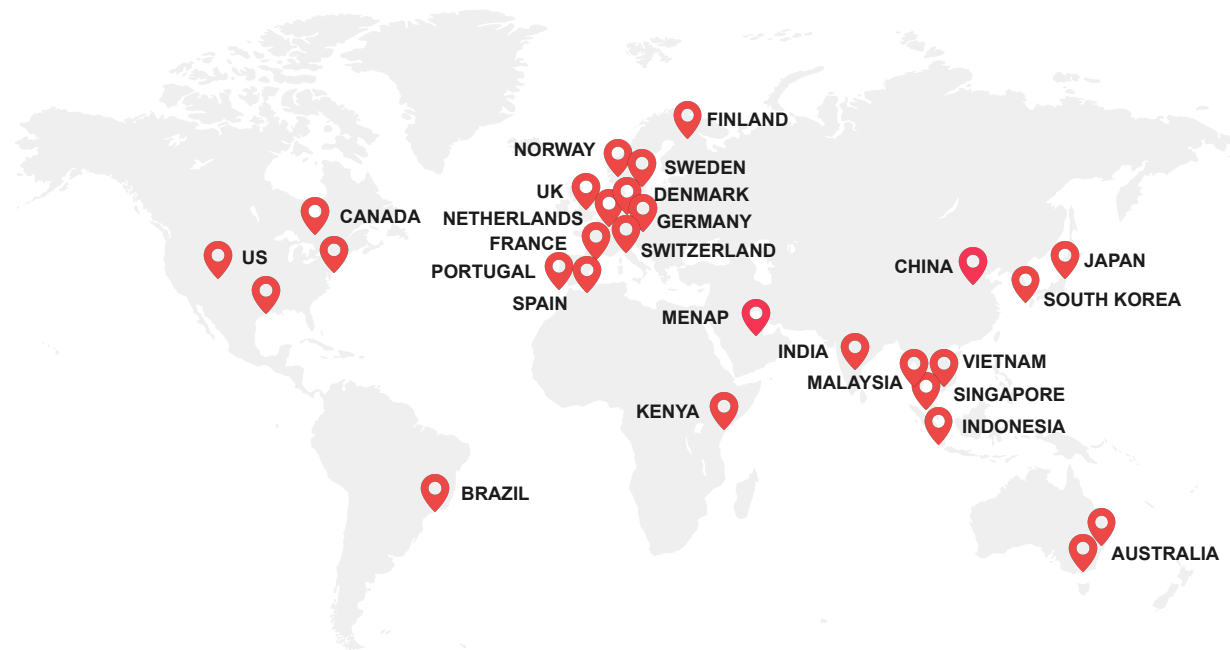 FINLAND
NORWAY
SWEDEN
UK
DENMARK
NETHERLANDS
GERMANY
CANADA
FRANCE
SWITZERLAND
US
PORTUGAL
CHINA
JAPAN
SPAIN
SOUTH KOREA
MENAP
INDIA
VIETNAM
MALAYSIA
SINGAPORE
KENYA
INDONESIA
BRAZIL
AUSTRALIA